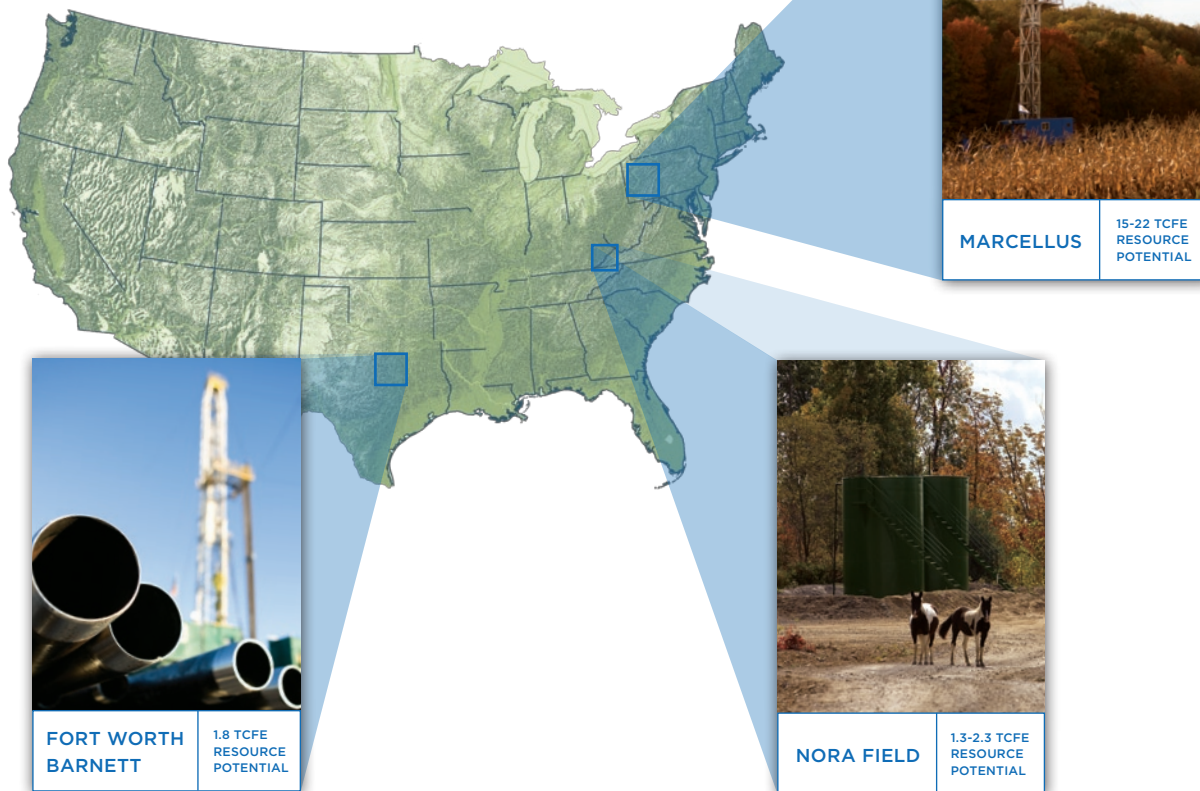 MARCELLUS
15-22 TCFE
RESOURCE
POTENTIAL
FORT WORTH
BARNETT
1.8 TCFE
RESOURCE
POTENTIAL
NORA FIELD
1.3-2.3 TCFE
RESOURCE
POTENTIAL